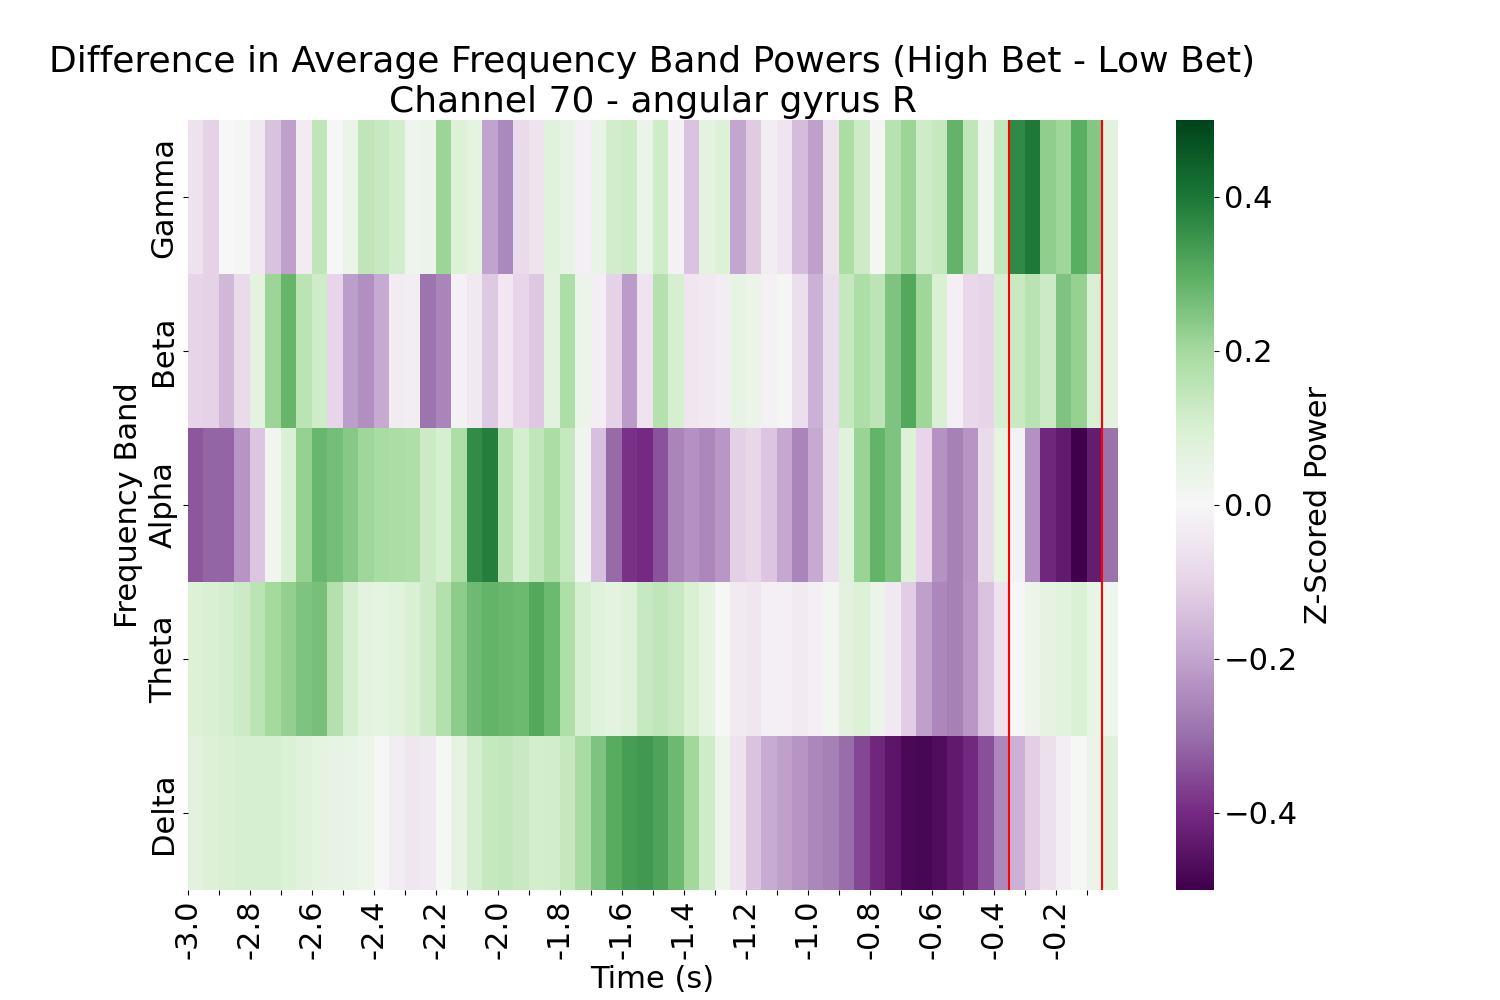 Difference in Average Frequency Band Powers (High Bet - Low Bet)
Channel 70 - angular gyrus R
Frequency Band
Gamma
Beta
Alpha
Theta
Delta
-3.0
-2.8
-2.6
-2.4
-2.2
-2.0
-1.8
-1.6
-1.4
-1.2
-1.0
-0.8
-0.6
-0.4
-0.2
Time (s)
0.4
0.2
0.0
−0.2
−0.4
Z-Scored Power